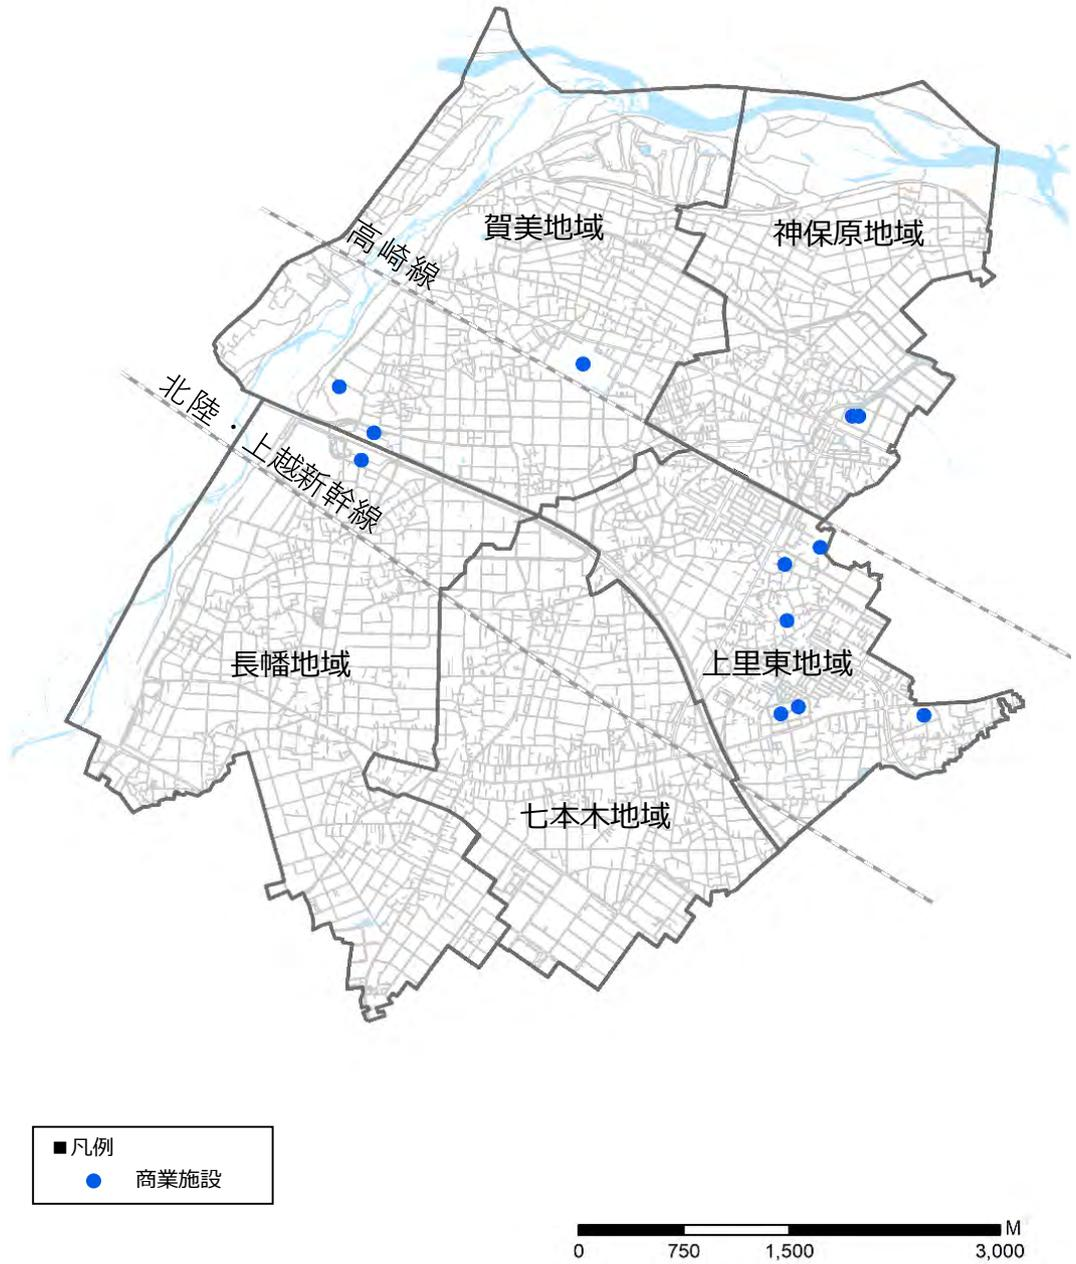 賀美地域
神保原地域
高崎線
北陸・上越新幹線
長幡地域
上里東地域
七本木地域
■凡例
商業施設
M
0 750 1,500 3,000